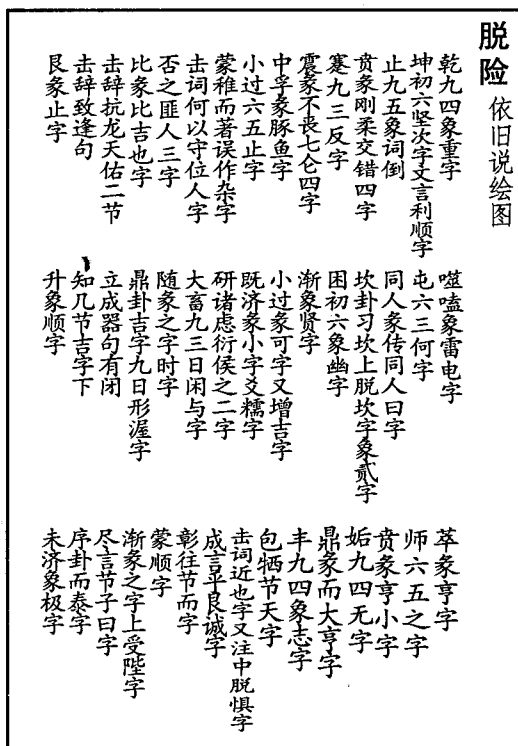 脱险 依旧说绘图
乾九四象重字
坤初六坚次字文言利顺字
止九五象词倒
贲彖刚柔交错四字
蹇九三反字
震彖不丧七仑四字
中孚彖豚鱼字
小过六五止字
蒙稚而著误作杂字
击词何以守位人字
否之匪人三字
比彖比吉也字
击辞抗龙天佑二节
击辞致逢句
艮彖止字
噬嗑象雷电字
屯六三何字
同人彖传同人曰字
坎卦习坎上脱坎字象贰字
困初六象幽字
渐象贤字
小过彖可字又增吉字
既济彖小字爻糯字
研诸虑衍侯之二字
大畜九三日闲与字
随彖之字时字
鼎卦吉字九日形渥字
立成器句有闭
知几节吉字下
升象顺字
萃彖亨字
师六五之字
贲彖亨小字
姤九四无字
鼎彖而大亨字
丰九四象志字
包牺节天字
击词近也字又注中脱惧字
成言乎艮诚字
彰往节而字
蒙顺字
渐彖之字上受陛字
尽言节子曰字
序卦而泰字
未济象极字